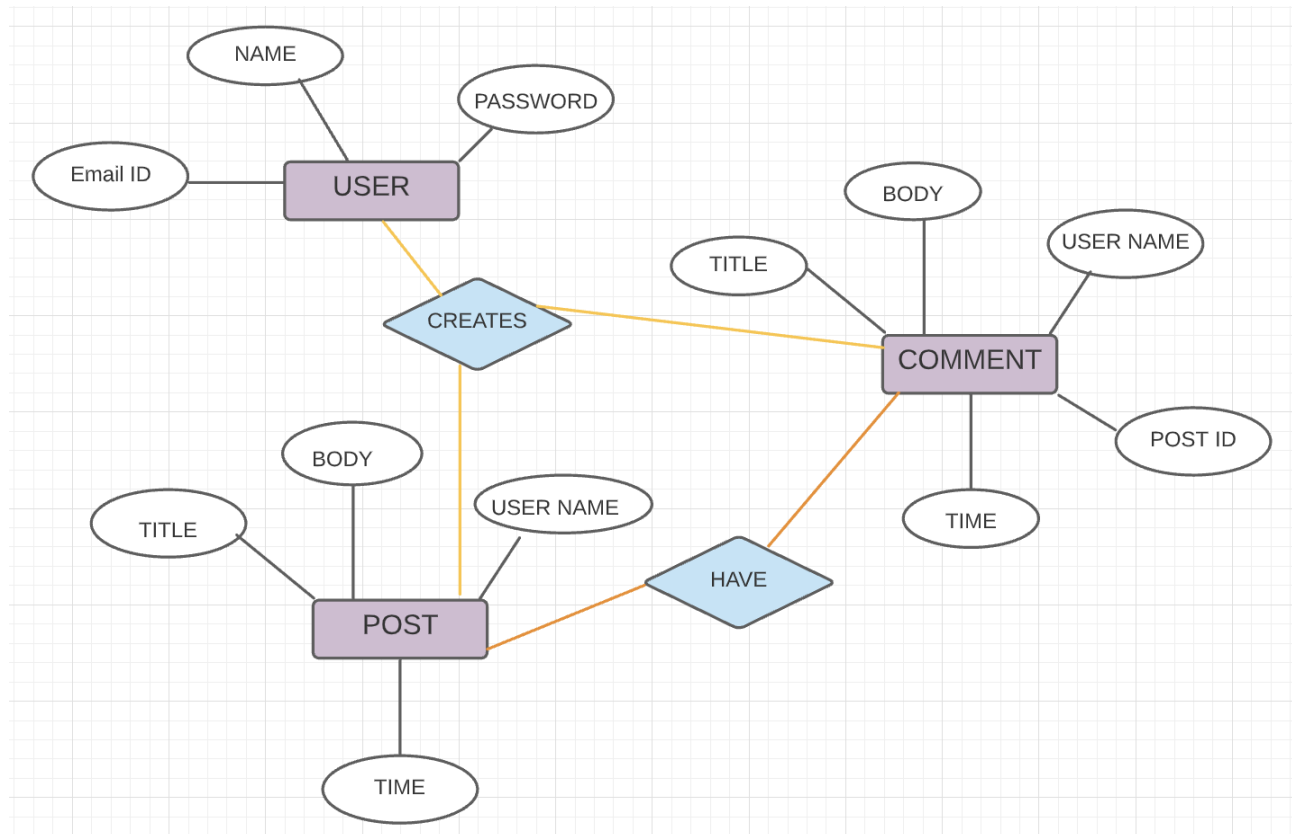 NAME
PASSWORD
Email ID
USER
BODY
USER NAME
TITLE
CREATES
COMMENT
POST ID
BODY
USER NAME
TIME
TITLE
HAVE
POST
TIME